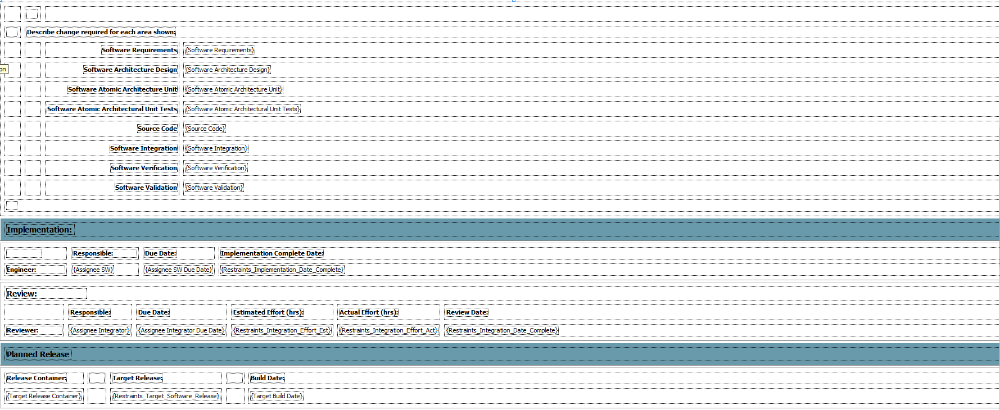 Describe change required for each area shown:
Software Requirements {Software Requirements}
on
Software Architecture Design {Software Architecture Design}
Software Atomic Architecture Unit {Software Atomic Architecture Unit}
Software Atomic Architectural Unit Tests {Software Atomic Architectural Unit Tests}
Source Code {Source Code}
Software Integration {Software Integration}
Software Verification {Software Verification}
Software Validation {Software Validation}
Implementation:
Responsible: Due Date: Implementation Complete Date:
Engineer: {Assignee SW} {Assignee SW Due Date} {Restraints_Implementation_Date_Complete}
Review:
Responsible: Due Date: Estimated Effort (hrs): Actual Effort (hrs): Review Date:
Reviewer: {Assignee Integrator} {Assignee Integrator Due Date} {Restraints_Integration_Effort_Est} {Restraints_Integration_Effort_Act} {Restraints_Integration_Date_Complete}
Planned Release
Release Container: Target Release: Build Date:
{Target Release Container} {Restraints_Target_Software_Release} {Target Build Date}